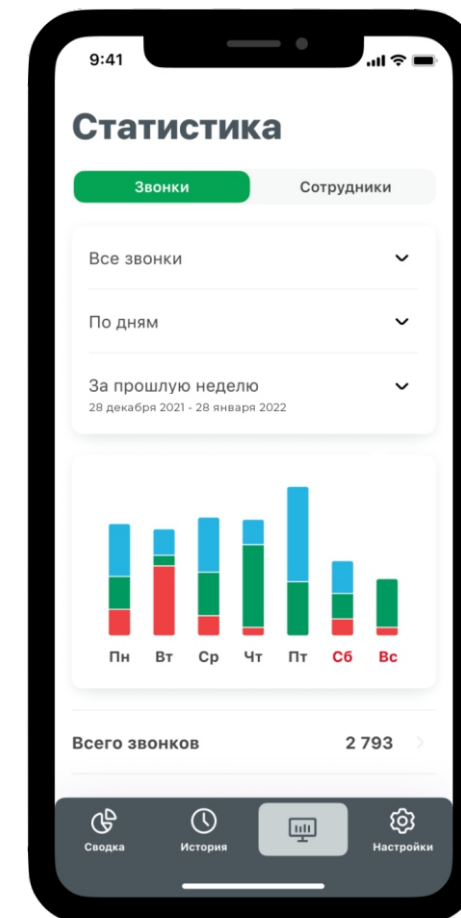 9:41
Статистика
Звонки Сотрудники
Все звонки
По дням
За прошлую неделю
28 декабря 2021 - 28 января 2022
Пн Вт Ср Чт Пт Сб Вс
Всего звонков 2 793
Сводка История Настройки